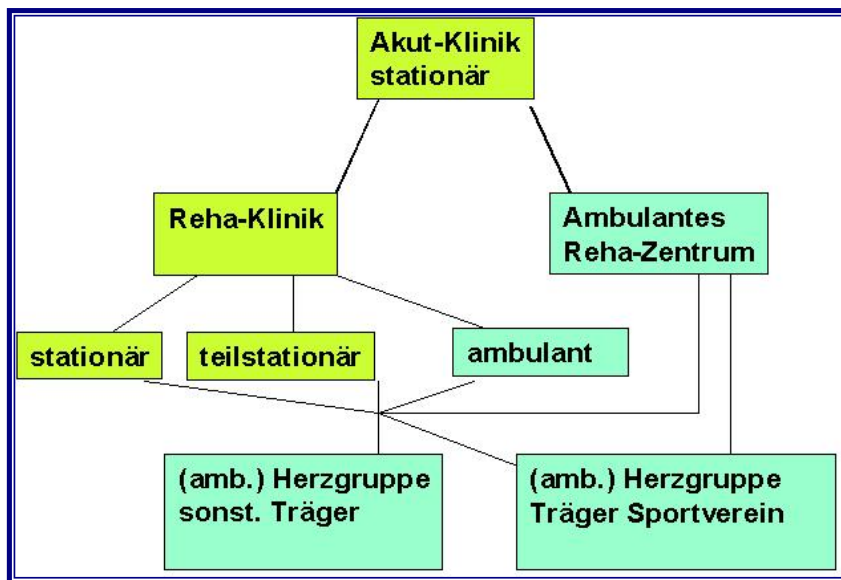 Akut-Klinik
stationär
Reha-Klinik
Ambulantes
Reha-Zentrum
stationär
teilstationär
ambulant
(amb.) Herzgruppe
sonst. Träger
(amb.) Herzgruppe
Träger Sportverein